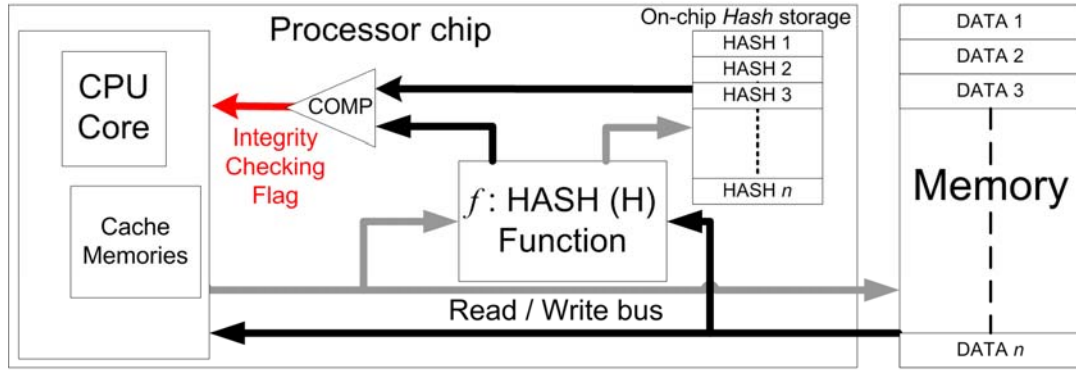 Processor chip
On-chip Hash storage
HASH 1
HASH 2
HASH 3
HASH n
DATA 1
DATA 2
DATA 3
Memory
DATA n
CPU
Core
COMP
Integrity
Checking
Flag
f : HASH (H)
Function
Cache
Memories
Read / Write bus